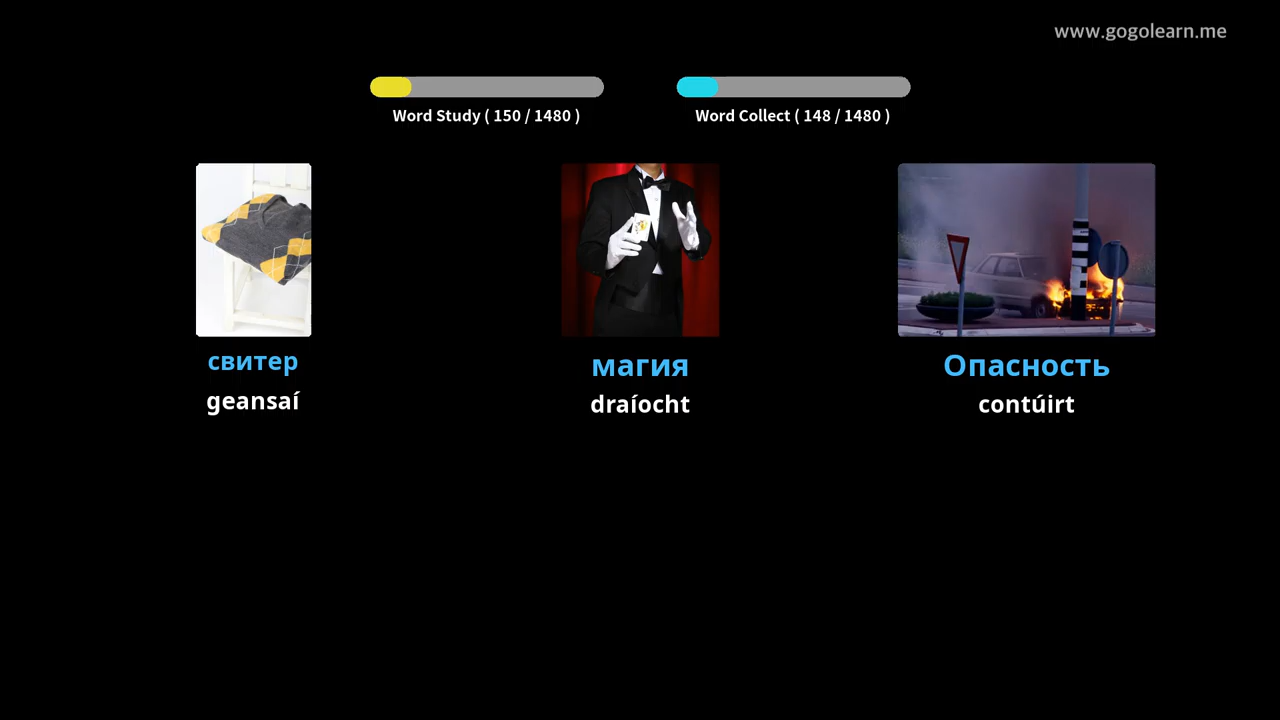 www.gogolearn.me
Word Study ( 150 / 1480 )
Word Collect ( 148 / 1480 )
свитер
geansaí
магия
draíocht
Опасность
contúirt